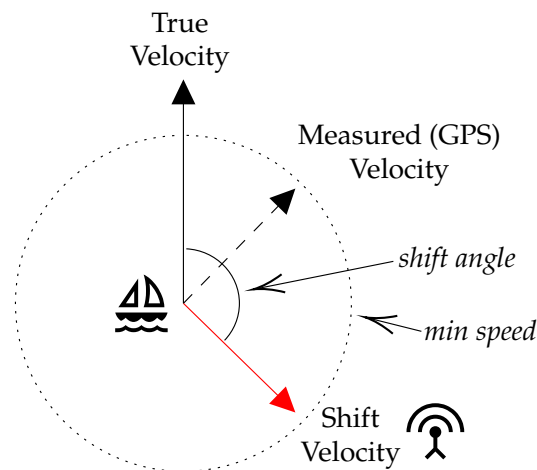 True
Velocity
Measured (GPS)
Velocity
shift angle
min speed
Shift
Velocity